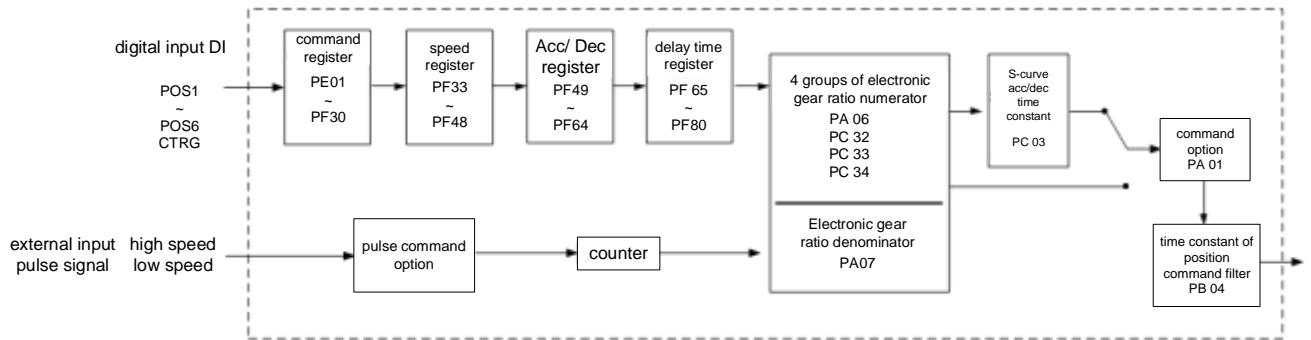 digital input DI
POS1
~
POS6
CTRG
command
register
PE01
~
PF30
speed
register
PF33
~
PF48
Acc/ Dec
register
PF49
~
PF64
delay time
register
PF 65
~
PF80
4 groups of electronic
gear ratio numerator
PA 06
PC 32
PC 33
PC 34
Electronic gear
ratio denominator
PA07
S-curve
acc/dec
time
constant
PC 03
command
option
PA 01
time constant of
position
command filter
PB 04
external input
pulse signal
high speed
low speed
pulse command
option
counter